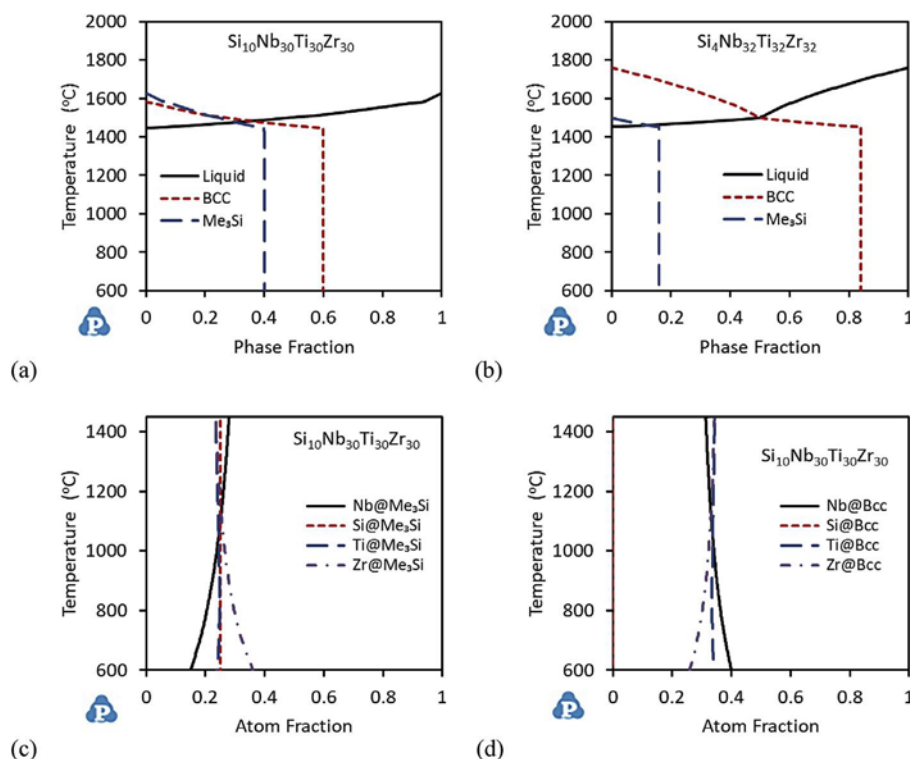 Si₁₀Nb₃₀Ti₃₀Zr₃₀
Temperature (°C)
2000
1800
1600
1400
1200
1000
800
600
Liquid
BCC
Me₃Si
0 0.2 0.4 0.6 0.8 1
Phase Fraction
P
(a)
Si₄Nb₃₂Ti₃₂Zr₃₂
Temperature (°C)
2000
1800
1600
1400
1200
1000
800
600
Liquid
BCC
Me₃Si
0 0.2 0.4 0.6 0.8 1
Phase Fraction
P
(b)
Si₁₀Nb₃₀Ti₃₀Zr₃₀
Temperature (°C)
1400
1200
1000
800
600
Nb@Me₃Si
Si@Me₃Si
Ti@Me₃Si
Zr@Me₃Si
0 0.2 0.4 0.6 0.8 1
Atom Fraction
P
(c)
Si₁₀Nb₃₀Ti₃₀Zr₃₀
Temperature (°C)
1400
1200
1000
800
600
Nb@Bcc
Si@Bcc
Ti@Bcc
Zr@Bcc
0 0.2 0.4 0.6 0.8 1
Atom Fraction
P
(d)